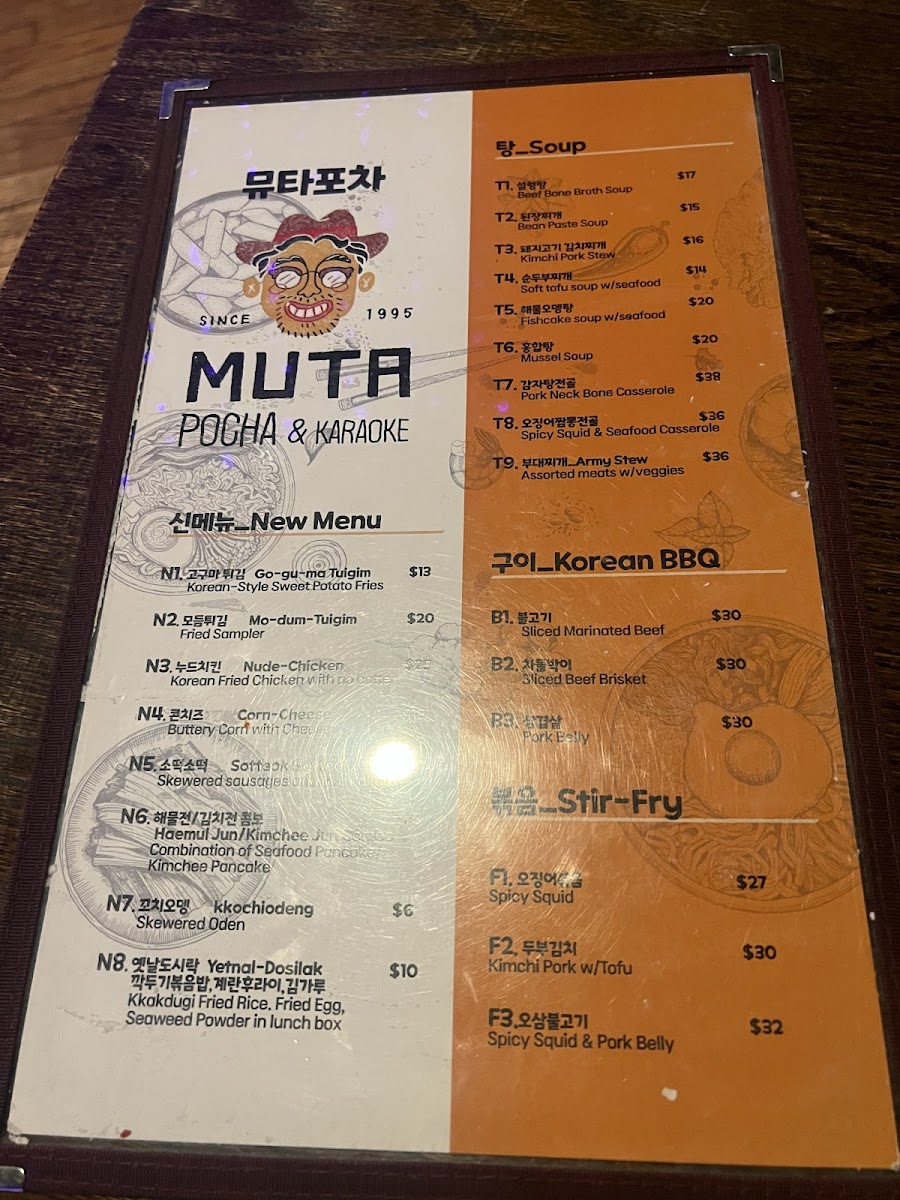 뮤타포차
SINCE 1995
MUTA
POCHA & KARAOKE
신메뉴_New Menu
N1. 고구마 튀김 Go-gu-ma Tuigim $13
Korean-Style Sweet Potato Fries
N2. 모듬튀김 Mo-dum-Tuigim $20
Fried Sampler
N3. 누드치킨 Nude-Chicken
Korean Fried Chicken with no
N4. 콘치즈 Corn-Cheese
Buttery Corn with
N5. 소떡소떡
Skewered sausages
N6. 해물전/김치전 콤보
Haemul Jun/Kimchee Jun
Combination of Seafood Pancake/
Kimchee Pancake
N7. 꼬치오뎅 kkochiodeng $6
Skewered Oden
N8. 옛날도시락 Yetnal-Dosilak $10
깍두기볶음밥,계란후라이,김가루
Kkakdugi Fried Rice, Fried Egg,
Seaweed Powder in lunch box
탕_Soup
T1. 설렁탕 $17
Beef Bone Broth Soup
T2. 된장찌개 $15
Bean Paste Soup
T3. 돼지고기 김치찌개 $16
Kimchi Pork Stew
T4. 순두부찌개 $14
Soft tofu soup w/seafood
T5. 해물오뎅탕 $20
Fishcake soup w/seafood
T6. 홍합탕 $20
Mussel Soup
T7. 감자탕전골 $38
Pork Neck Bone Casserole
T8. 오징어짬뽕전골 $36
Spicy Squid & Seafood Casserole
T9. 부대찌개_Army Stew $36
Assorted meats w/veggies
구이_Korean BBQ
B1. 불고기 $30
Sliced Marinated Beef
B2. 차돌박이 $30
Sliced Beef Brisket
B3. 삼겹살 $30
Pork Belly
볶음_Stir-Fry
F1. 오징어볶음 $27
Spicy Squid
F2. 두부김치 $30
Kimchi Pork w/Tofu
F3. 오삼불고기 $32
Spicy Squid & Pork Belly